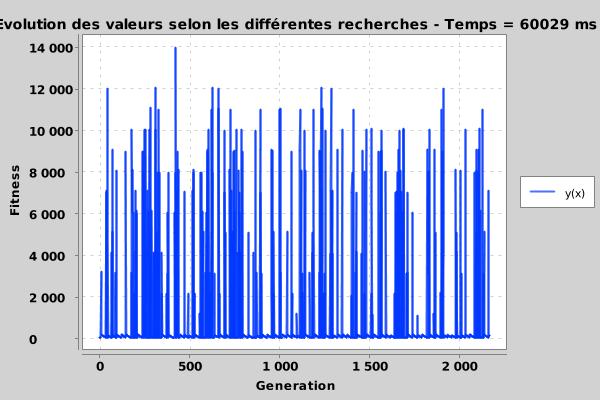 Evolution des valeurs selon les différentes recherches - Temps = 60029 ms
14 000
12 000
10 000
8 000
6 000
4 000
2 000
0
Fitness
y(x)
0 500 1 000 1 500 2 000
Generation